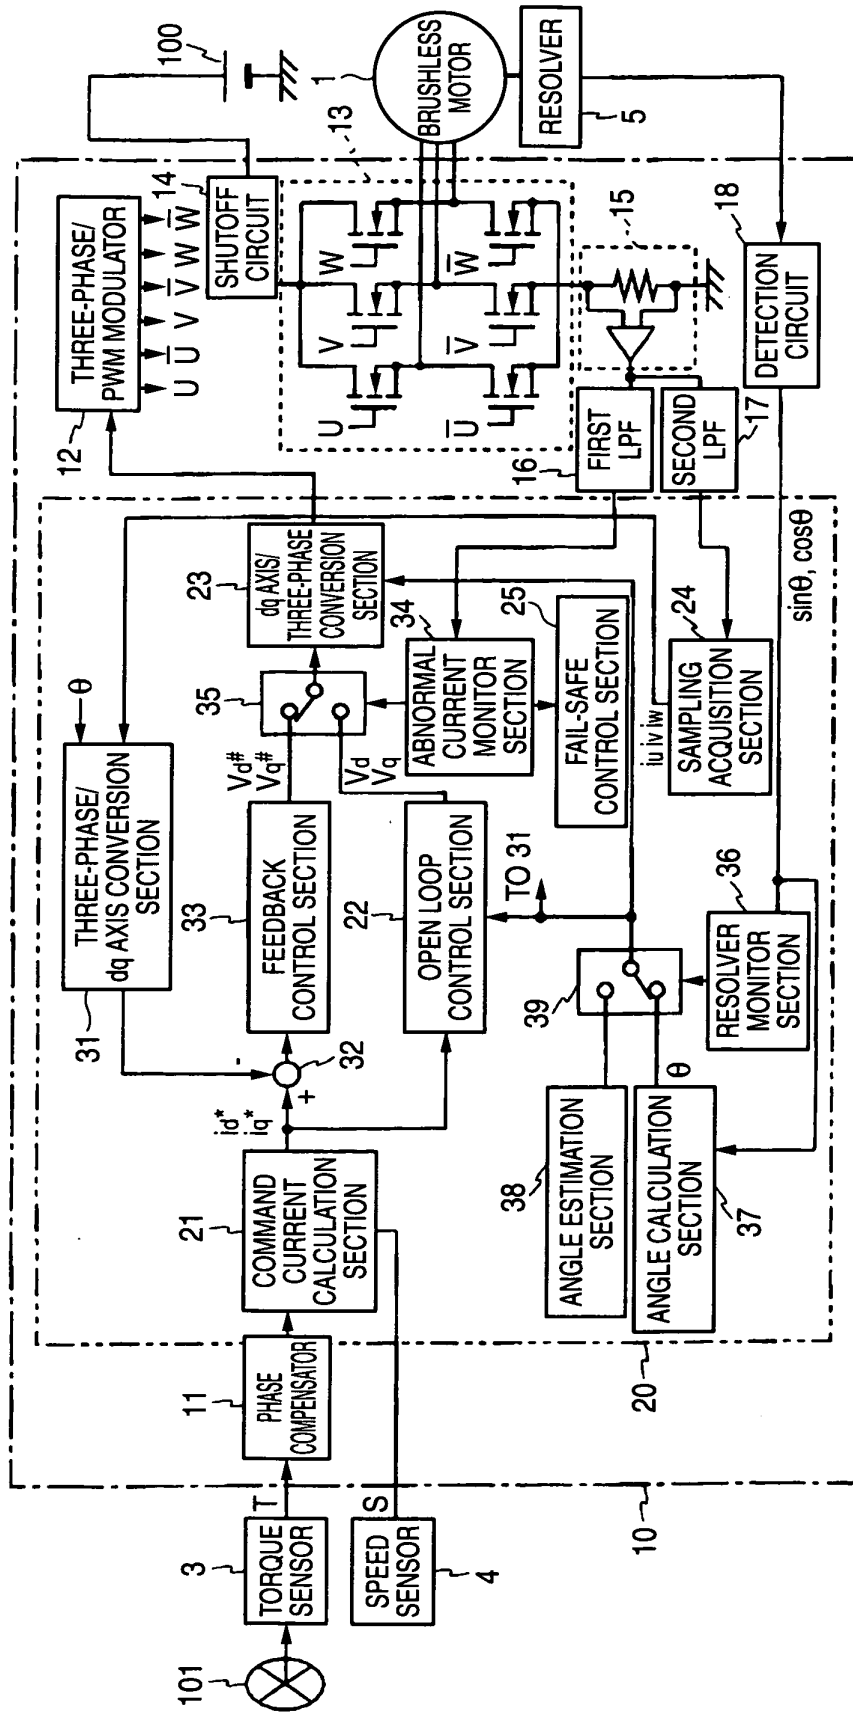 100
1
BRUSHLESS
MOTOR
RESOLVER
5
13
14
SHUTOFF
CIRCUIT
THREE-PHASE/
PWM MODULATOR
12
U
U̅
V
V̅
W
W̅
U
V
W
U̅
V̅
W̅
15
18
DETECTION
CIRCUIT
16
FIRST
LPF
SECOND
LPF
17
sinθ, cosθ
23
dq AXIS/
THREE-PHASE
CONVERSION
SECTION
θ
THREE-PHASE/
dq AXIS CONVERSION
SECTION
31
35
34
ABNORMAL
CURRENT
MONITOR
SECTION
25
FAIL-SAFE
CONTROL SECTION
24
iu iv iw
SAMPLING
ACQUISITION
SECTION
Vd#
Vq#
Vd
Vq
33
FEEDBACK
CONTROL SECTION
22
OPEN LOOP
CONTROL SECTION
TO 31
36
RESOLVER
MONITOR
SECTION
39
-
32
+
id*
iq*
21
COMMAND
CURRENT
CALCULATION
SECTION
38
ANGLE ESTIMATION
SECTION
θ
ANGLE CALCULATION
SECTION
37
11
PHASE
COMPENSATOR
20
10
T
S
3
TORQUE
SENSOR
SPEED
SENSOR
4
101